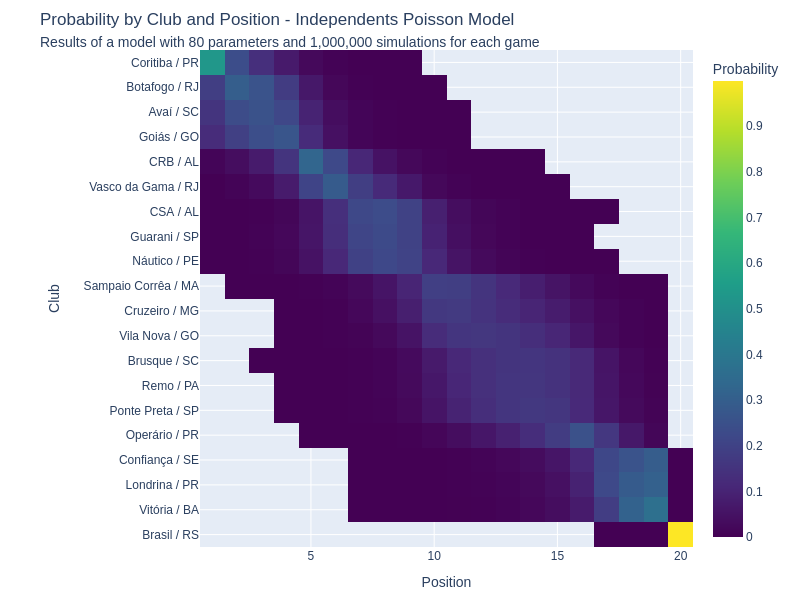 Probability by Club and Position - Independents Poisson Model
Results of a model with 80 parameters and 1,000,000 simulations for each game
Probability
Club
Coritiba / PR
Botafogo / RJ
Avaí / SC
Goiás / GO
CRB / AL
Vasco da Gama / RJ
CSA / AL
Guarani / SP
Náutico / PE
Sampaio Corrêa / MA
Cruzeiro / MG
Vila Nova / GO
Brusque / SC
Remo / PA
Ponte Preta / SP
Operário / PR
Confiança / SE
Londrina / PR
Vitória / BA
Brasil / RS
0.9
0.8
0.7
0.6
0.5
0.4
0.3
0.2
0.1
0
5
10
15
20
Position